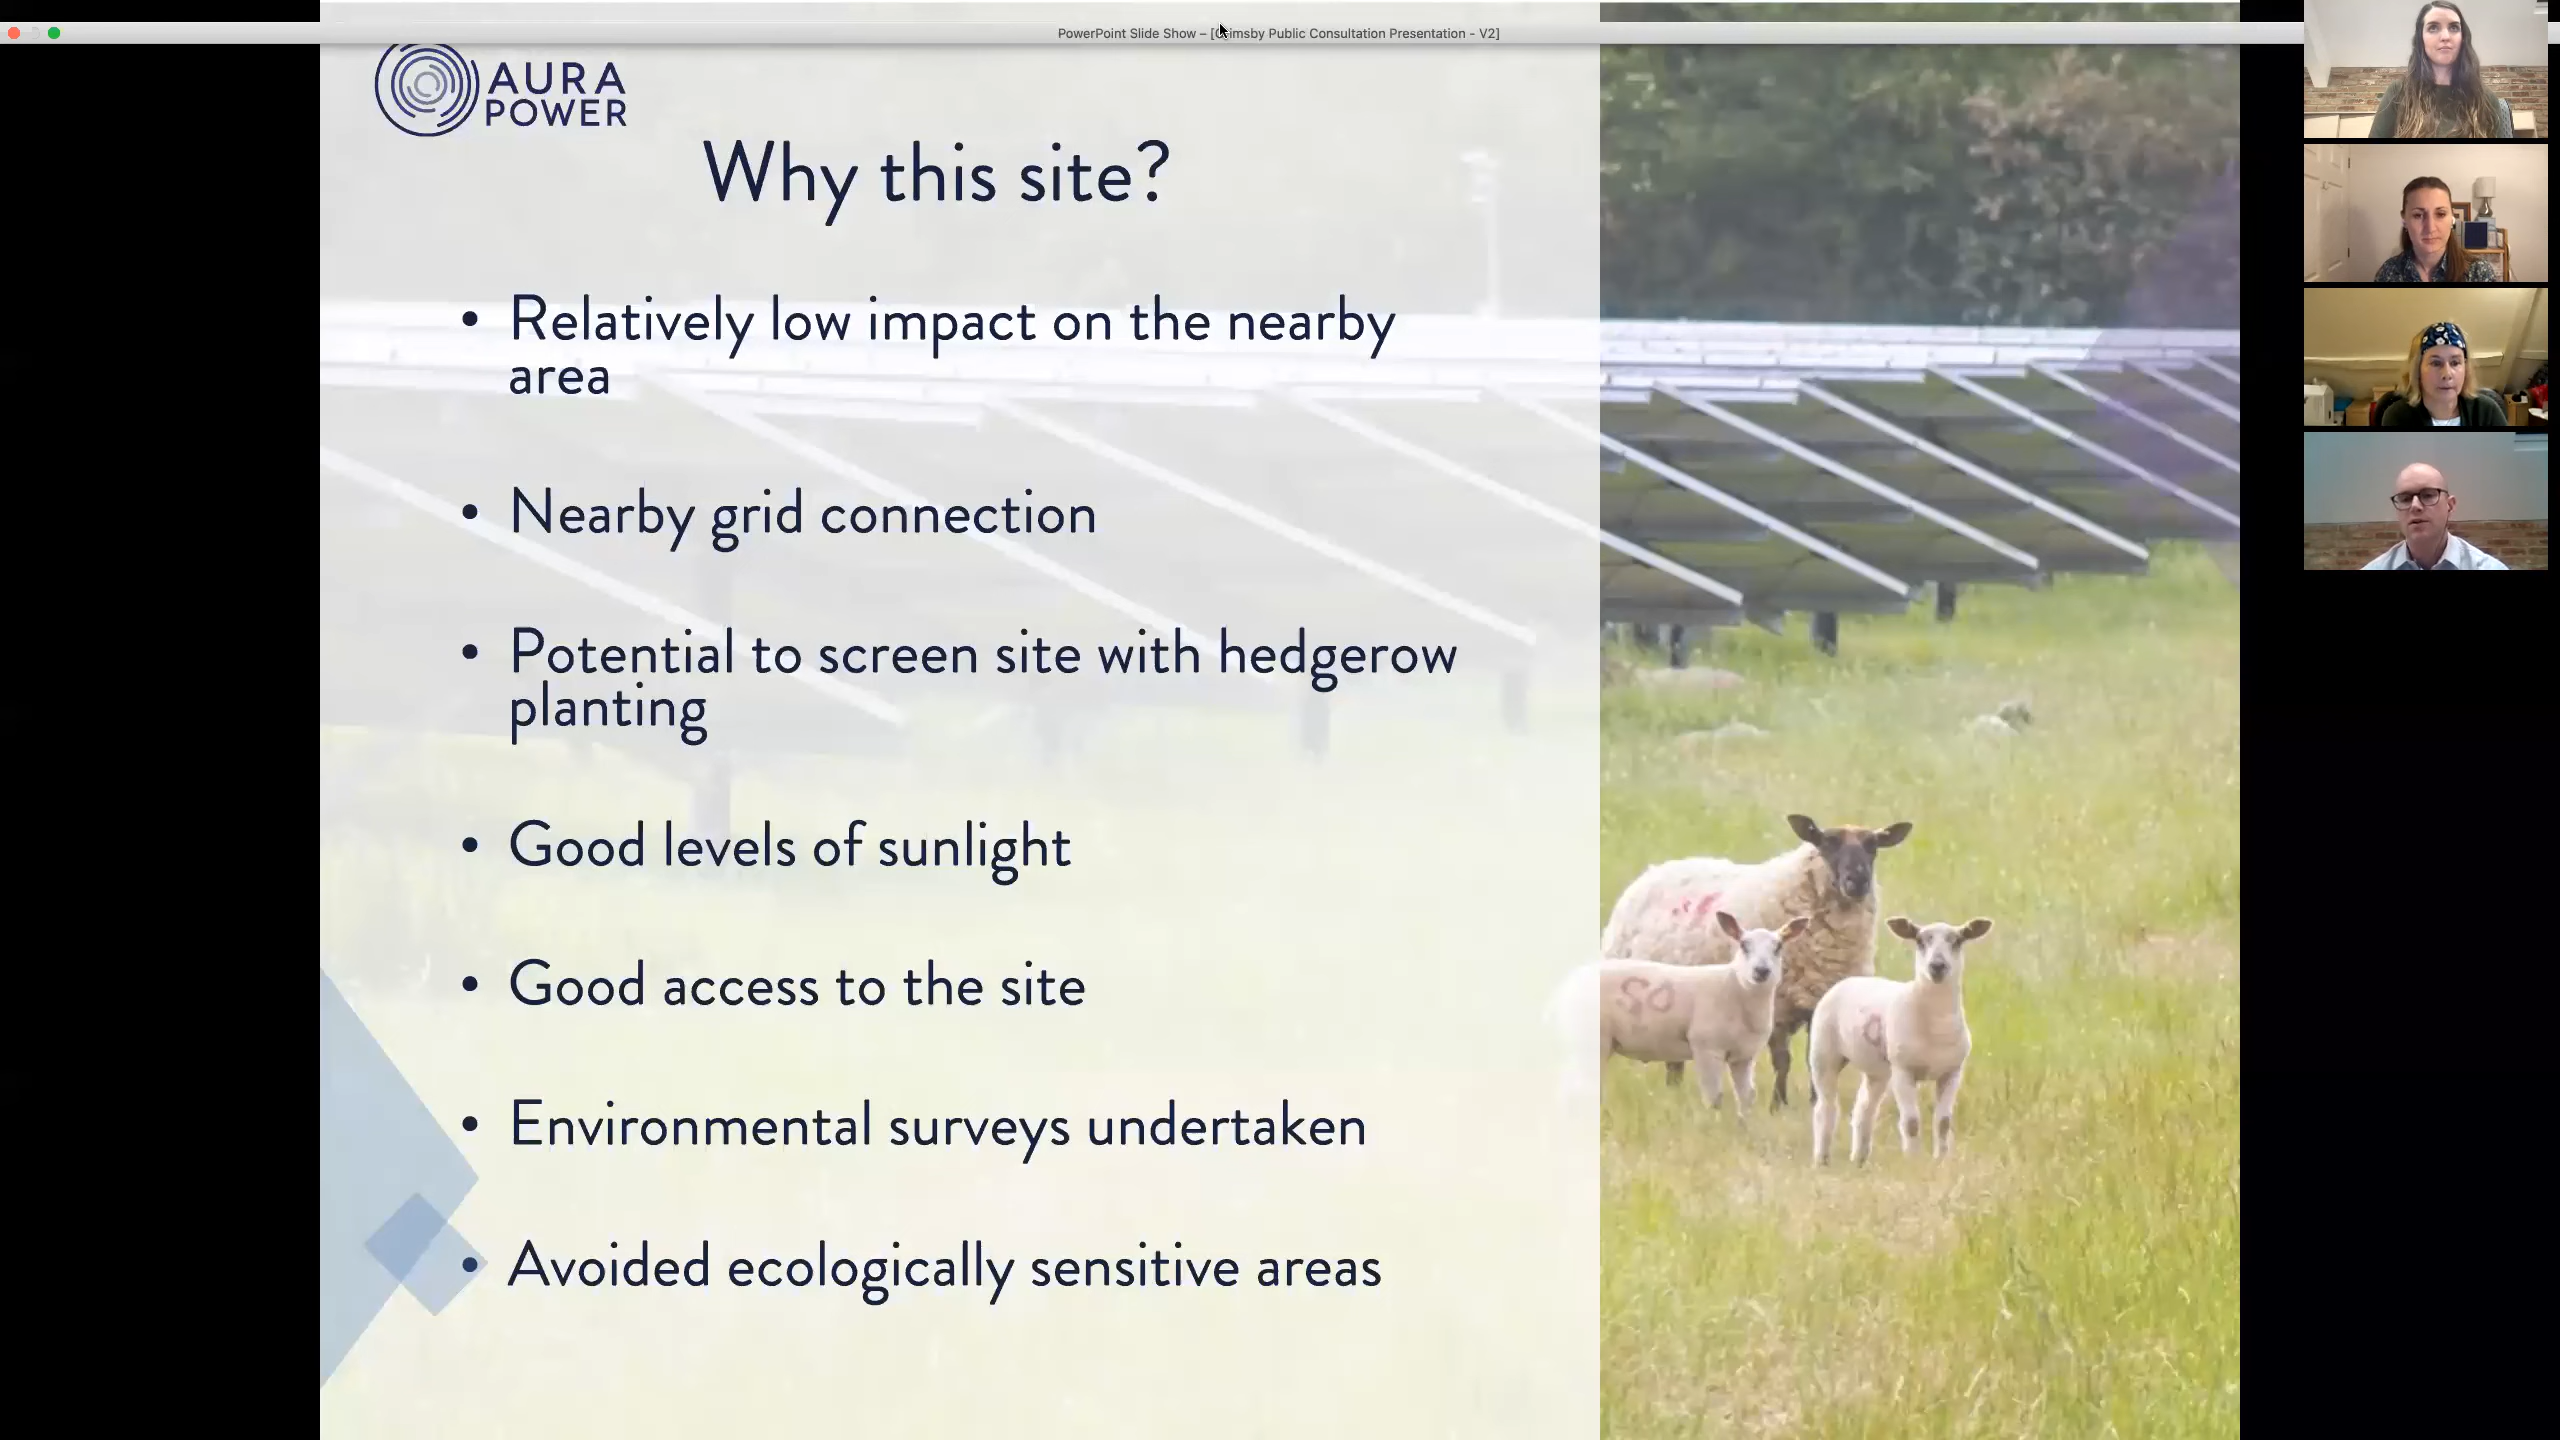 PowerPoint Slide Show – [Grimsby Public Consultation Presentation - V2]
AURA
POWER
Why this site?
• Relatively low impact on the nearby
area
• Nearby grid connection
• Potential to screen site with hedgerow
planting
• Good levels of sunlight
• Good access to the site
• Environmental surveys undertaken
• Avoided ecologically sensitive areas